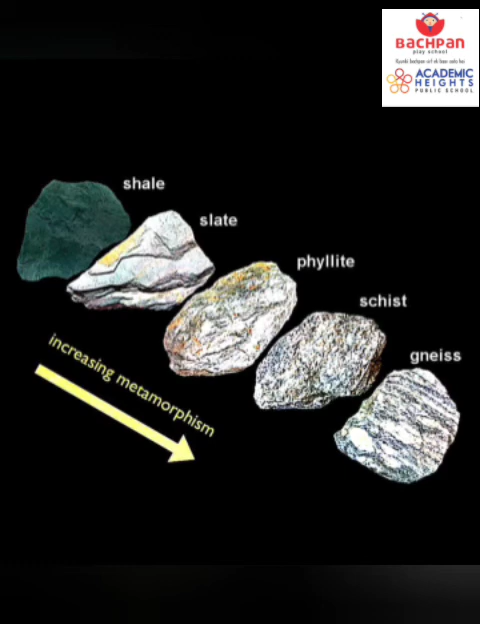 BACHPAN
play school
ACADEMIC
HEIGHTS
PUBLIC SCHOOL
shale
slate
phyllite
schist
gneiss
increasing metamorphism